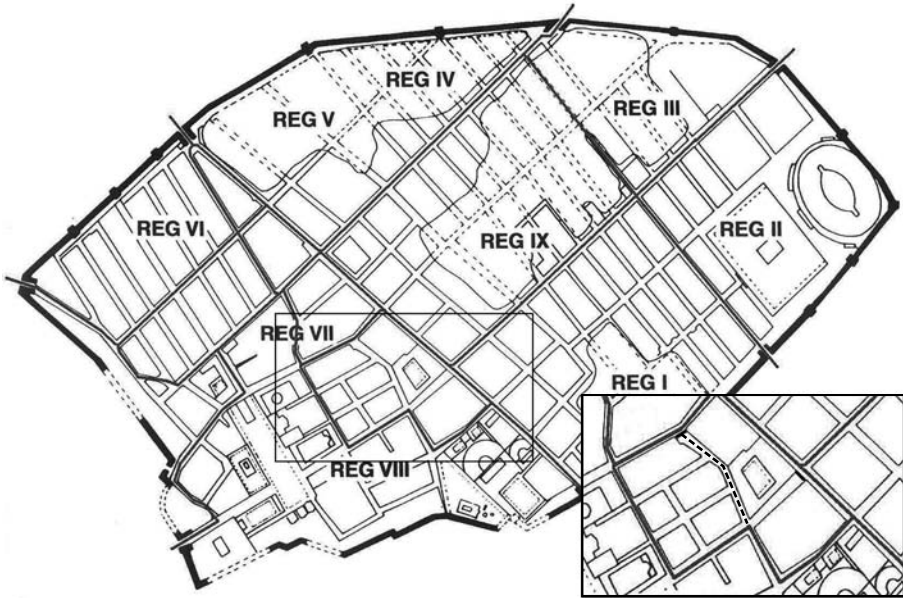 REG IV
REG V
REG III
REG VI
REG II
REG IX
REG VII
REG I
REG VIII